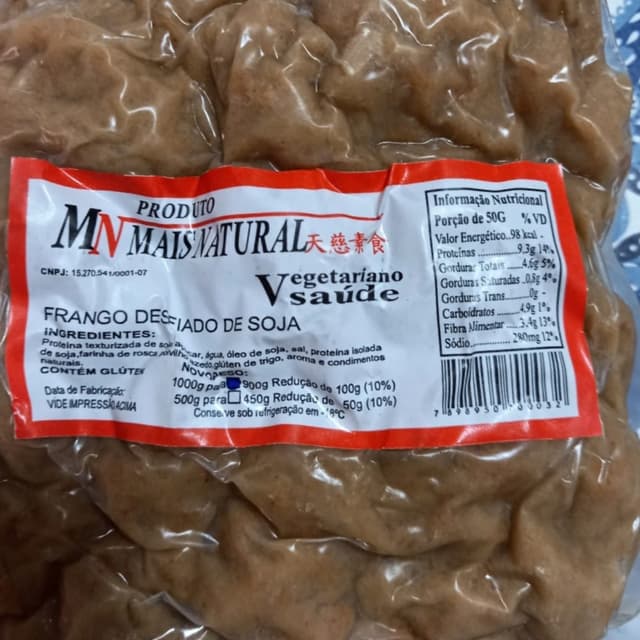 PRODUTO
MN MAIS NATURAL 天慈素食
CNPJ: 15.270.541/0001-07
Vegetariano
saúde
FRANGO DESFIADO DE SOJA
INGREDIENTES:
Proteína texturizada de soja, água, óleo de soja, sal, proteína isolada
de soja, farinha de rosca, glúten de trigo, aroma e condimentos
naturais.
CONTÉM GLÚTEN
NOVO PESO:
1000g para 900g Redução de 100g (10%)
500g para 450g Redução de 50g (10%)
Data de Fabricação:
VIDE IMPRESSÃO ACIMA
Conserve sob refrigeração em -18ºC
Informação Nutricional
Porção de 50G %VD
Valor Energético..98 kcal -
Proteínas 9.3g 14%
Gorduras Totais 4.6g 5%
Gorduras Saturadas 0.8g 4%
Gorduras Trans 0g -
Carboidratos 4.9g 1%
Fibra Alimentar 3.4g 13%
Sódio 280mg 12%